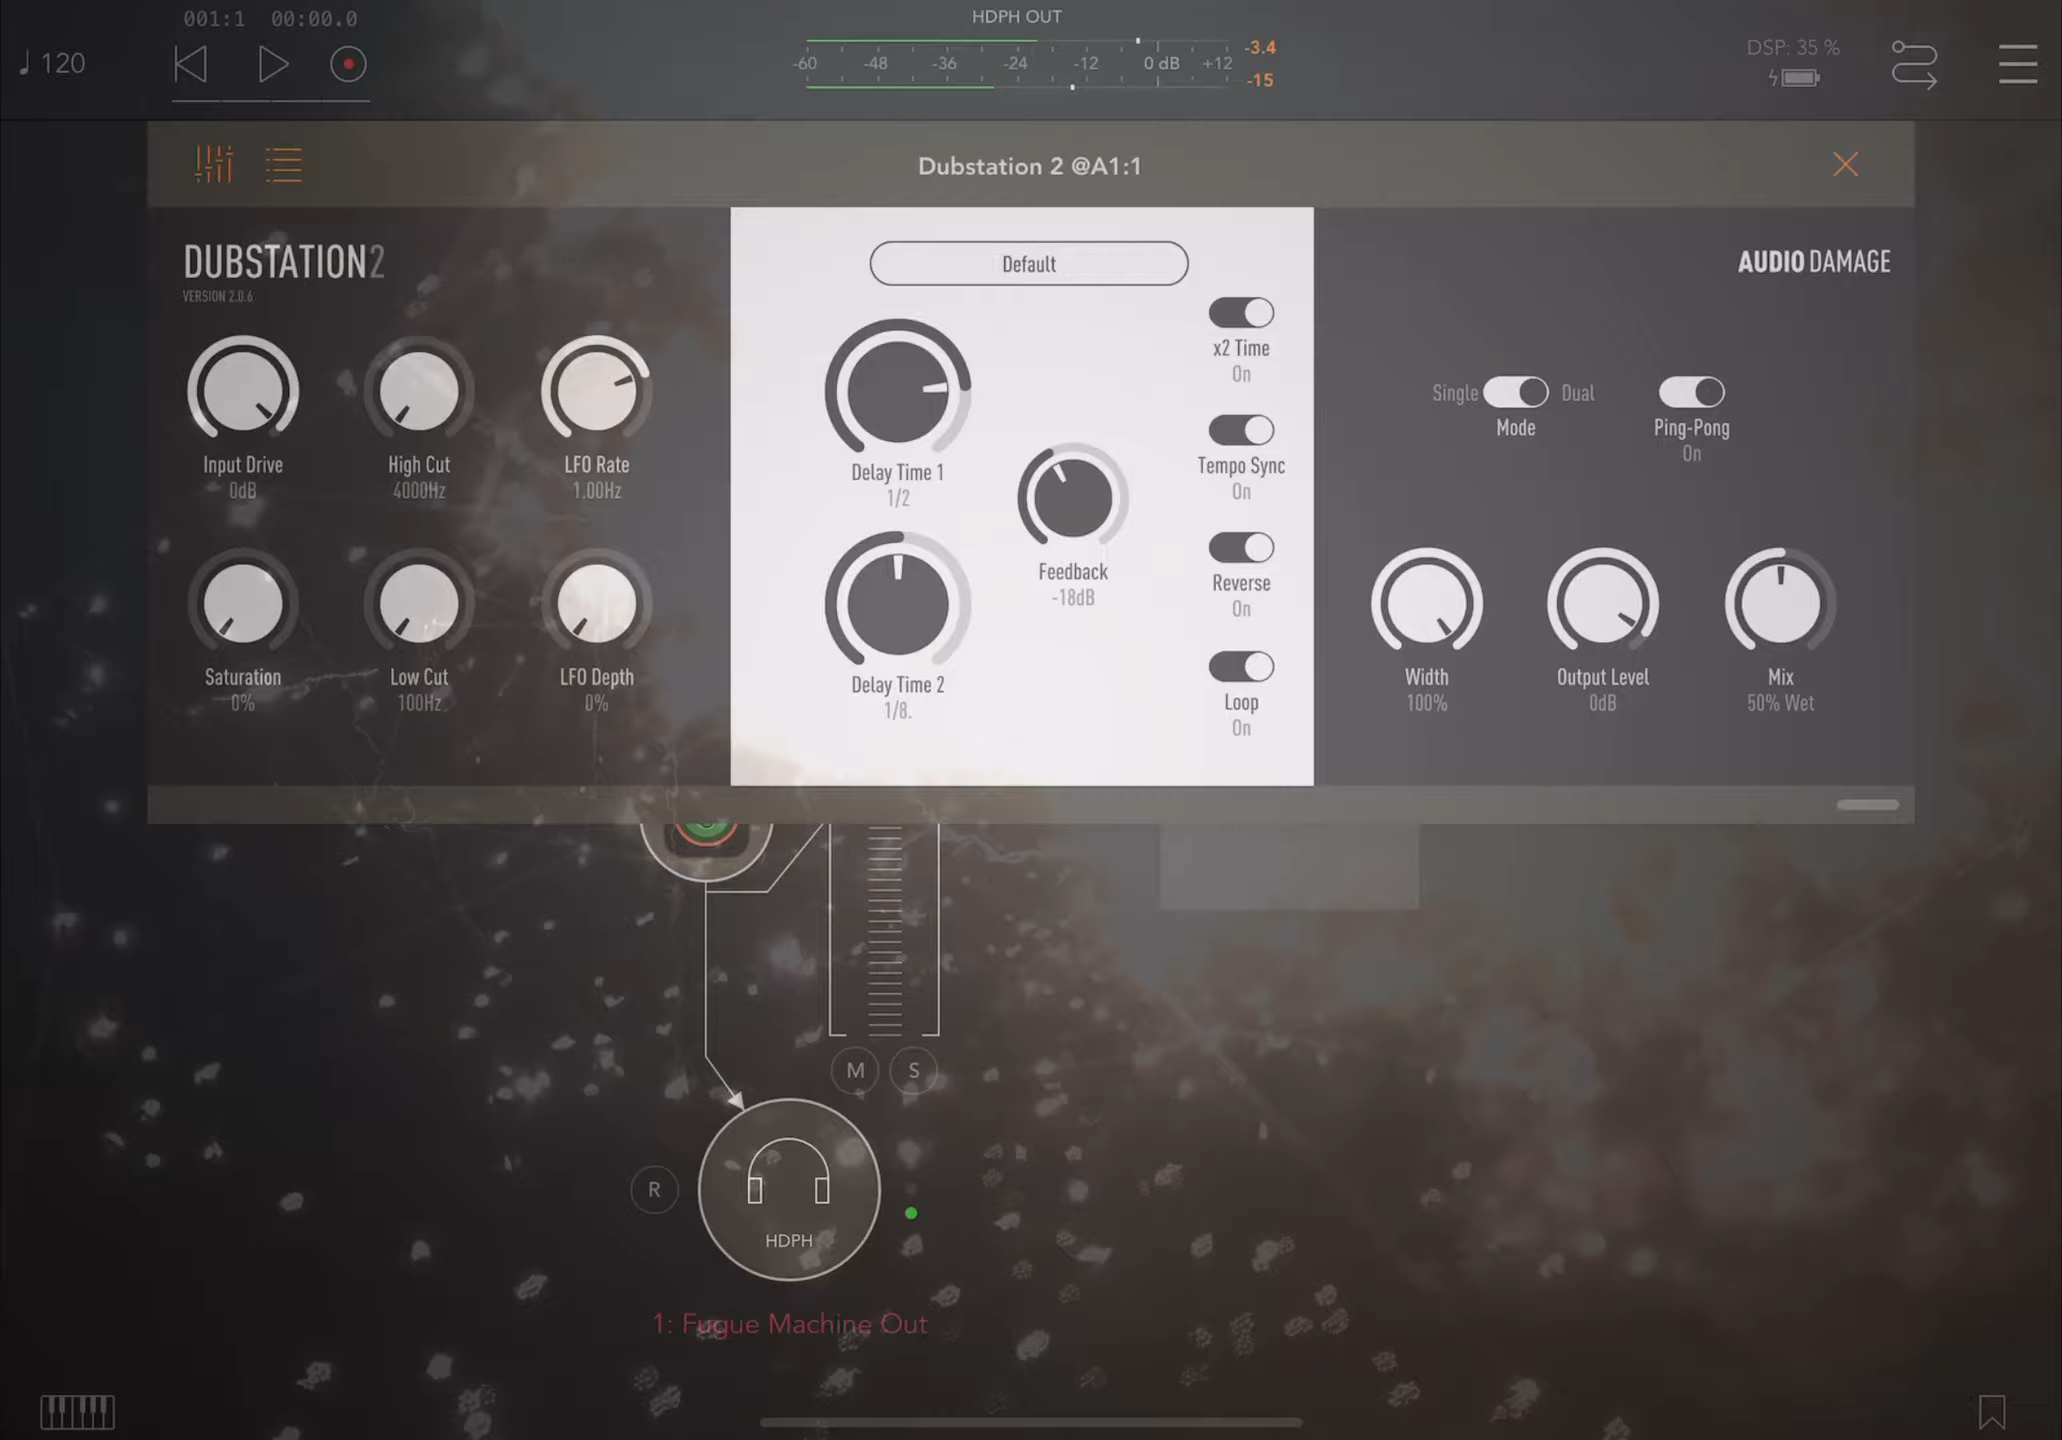 001:1 00:00.0
HDPH OUT
120
-60 -48 -36 -24 -12 0 dB +12
-3.4
-15
DSP: 35 %
Dubstation 2 @A1:1
DUBSTATION2
VERSION 2.0.6
Default
AUDIO DAMAGE
Input Drive
0dB
High Cut
4000Hz
LFO Rate
1.00Hz
Saturation
0%
Low Cut
100Hz
LFO Depth
0%
Delay Time 1
1/2
Delay Time 2
1/8.
Feedback
-18dB
x2 Time
On
Tempo Sync
On
Reverse
On
Loop
On
Single Dual
Mode
Ping-Pong
On
Width
100%
Output Level
0dB
Mix
50% Wet
M S
R
HDPH
1: Fugue Machine Out